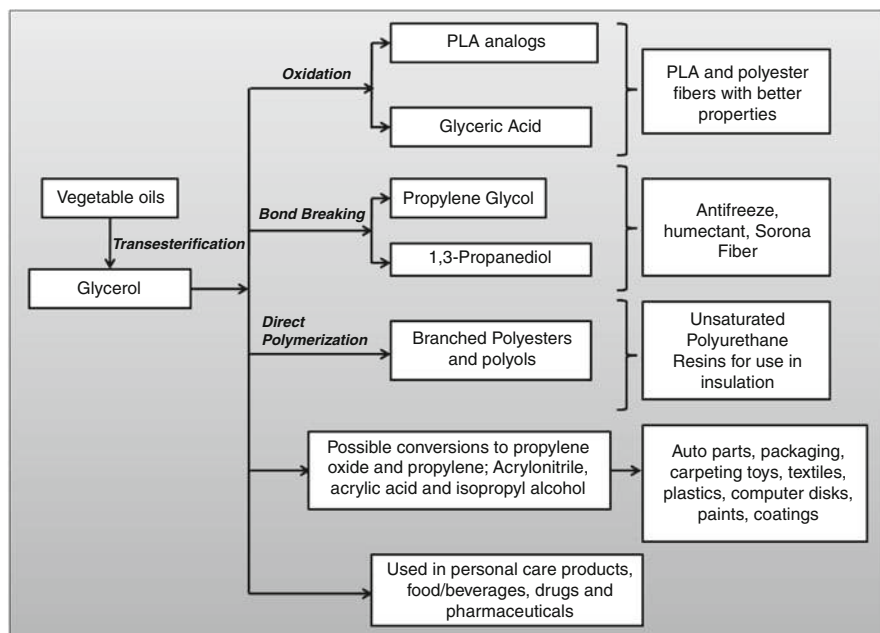 PLA analogs
Oxidation
Glyceric Acid
PLA and polyester
fibers with better
properties
Vegetable oils
Transesterification
Glycerol
Propylene Glycol
Bond Breaking
1,3-Propanediol
Antifreeze,
humectant, Sorona
Fiber
Direct
Polymerization
Branched Polyesters
and polyols
Unsaturated
Polyurethane
Resins for use in
insulation
Possible conversions to propylene
oxide and propylene; Acrylonitrile,
acrylic acid and isopropyl alcohol
Auto parts, packaging,
carpeting toys, textiles,
plastics, computer disks,
paints, coatings
Used in personal care products,
food/beverages, drugs and
pharmaceuticals